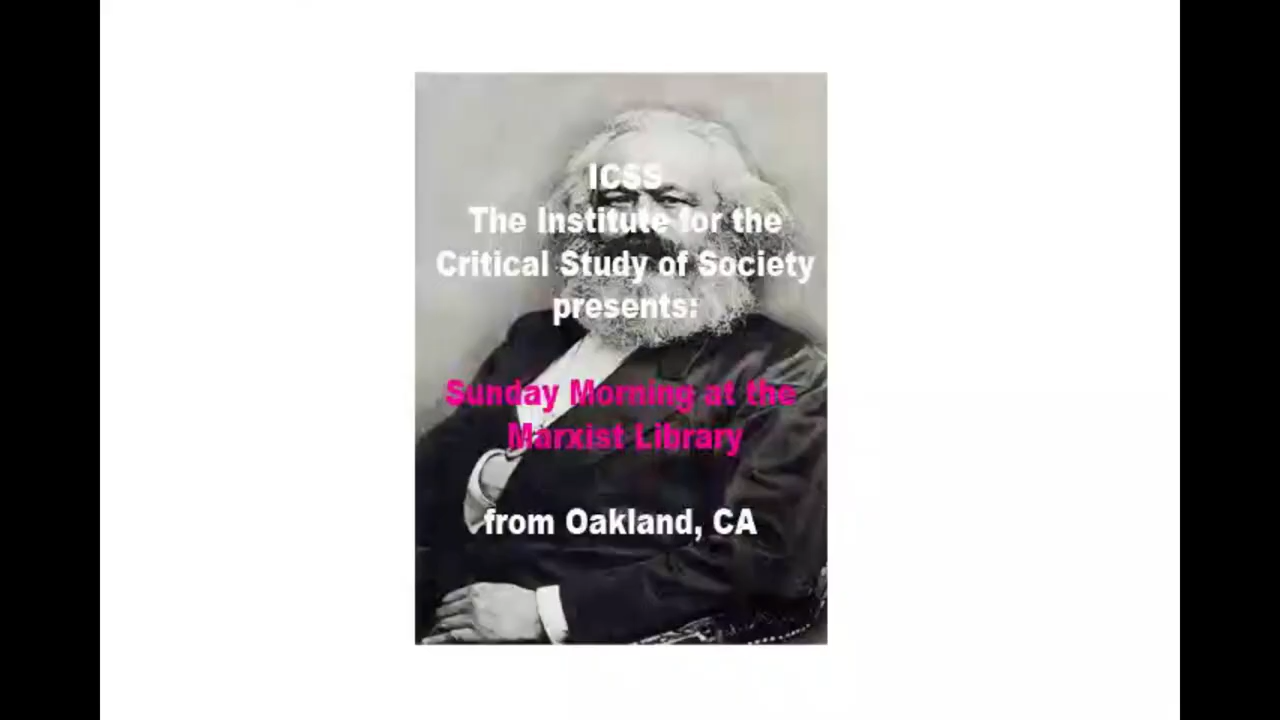 ICSS
The Institute for the
Critical Study of Society
presents:
Sunday Morning at the
Marxist Library
from Oakland, CA